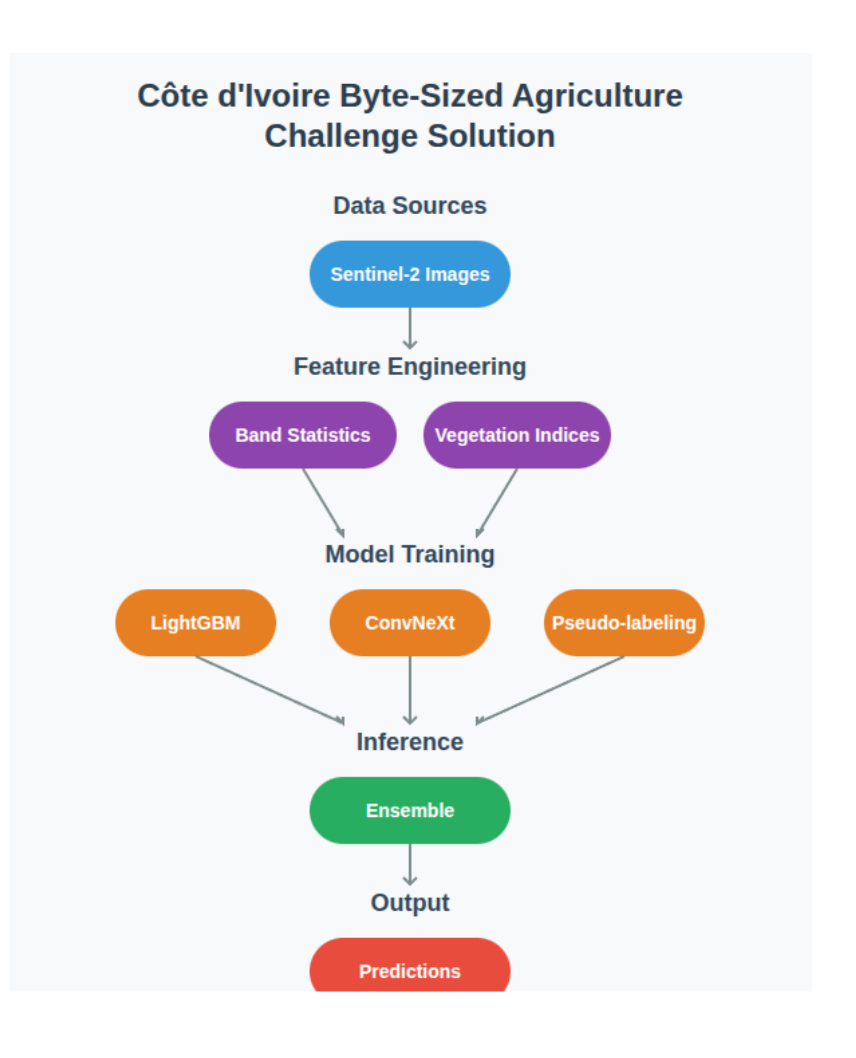 Côte d'Ivoire Byte-Sized Agriculture
Challenge Solution
Data Sources
Sentinel-2 Images
Feature Engineering
Band Statistics
Vegetation Indices
Model Training
LightGBM
ConvNeXt
Pseudo-labeling
Inference
Ensemble
Output
Predictions